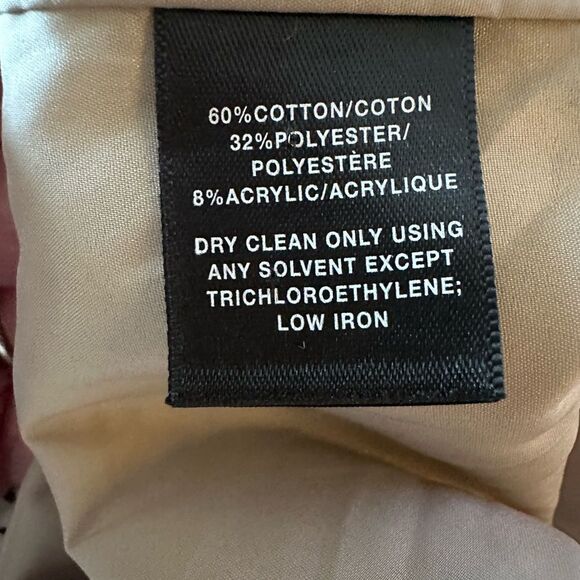 60%COTTON/COTON
32%POLYESTER/
POLYESTÈRE
8%ACRYLIC/ACRYLIQUE
DRY CLEAN ONLY USING
ANY SOLVENT EXCEPT
TRICHLOROETHYLENE;
LOW IRON